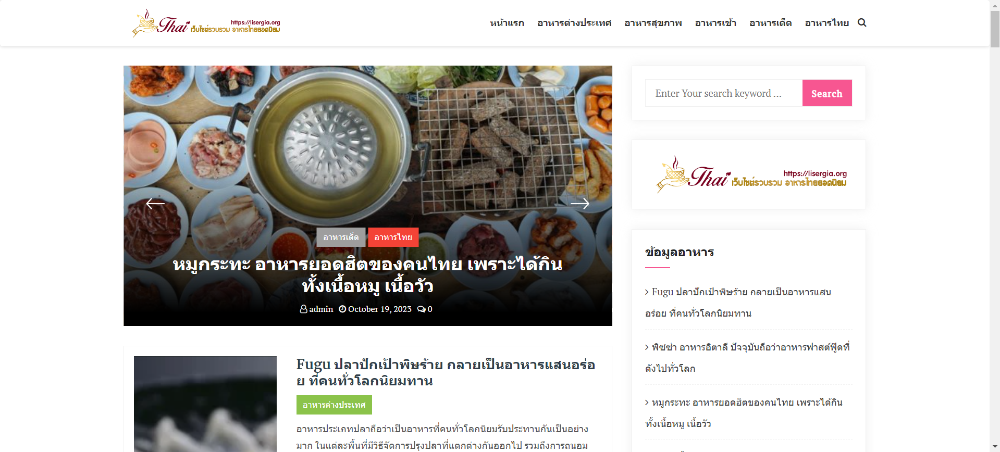 Thai https://lisergia.org
เว็บไซต์รวบรวม อาหารไทยยอดนิยม
หน้าแรก อาหารต่างประเทศ อาหารสุขภาพ อาหารเช้า อาหารเด็ด อาหารไทย
Enter Your search keyword ... Search
Thai https://lisergia.org
เว็บไซต์รวบรวม อาหารไทยยอดนิยม
อาหารเด็ด อาหารไทย
หมูกระทะ อาหารยอดฮิตของคนไทย เพราะได้กิน
ทั้งเนื้อหมู เนื้อวัว
admin October 19, 2023 0
Fugu ปลาปักเป้าพิษร้าย กลายเป็นอาหารแสนอร่อ
ย ที่คนทั่วโลกนิยมทาน
อาหารต่างประเทศ
อาหารประเภทปลาถือว่าเป็นอาหารที่คนทั่วโลกนิยมรับประทานกันเป็นอย่าง
มาก ในแต่ละพื้นที่มีวิธีจัดการปรุงปลาที่แตกต่างกันออกไป รวมถึงการถนอม
ข้อมูลอาหาร
Fugu ปลาปักเป้าพิษร้าย กลายเป็นอาหารแสน
อร่อย ที่คนทั่วโลกนิยมทาน
พิซซ่า อาหารอิตาลี ปัจจุบันถือว่าอาหารฟาสต์ฟู๊ดที่
ดังไปทั่วโลก
หมูกระทะ อาหารยอดฮิตของคนไทย เพราะได้กิน
ทั้งเนื้อหมู เนื้อวัว